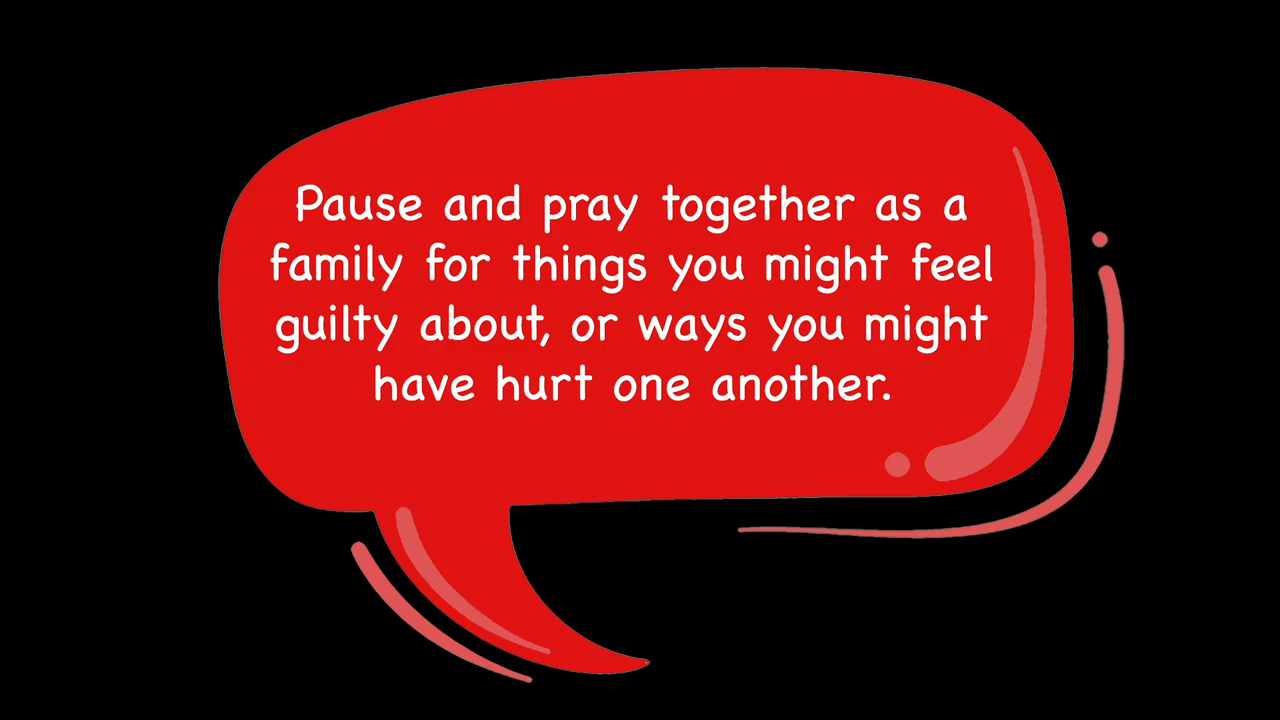 Pause and pray together as a
family for things you might feel
guilty about, or ways you might
have hurt one another.